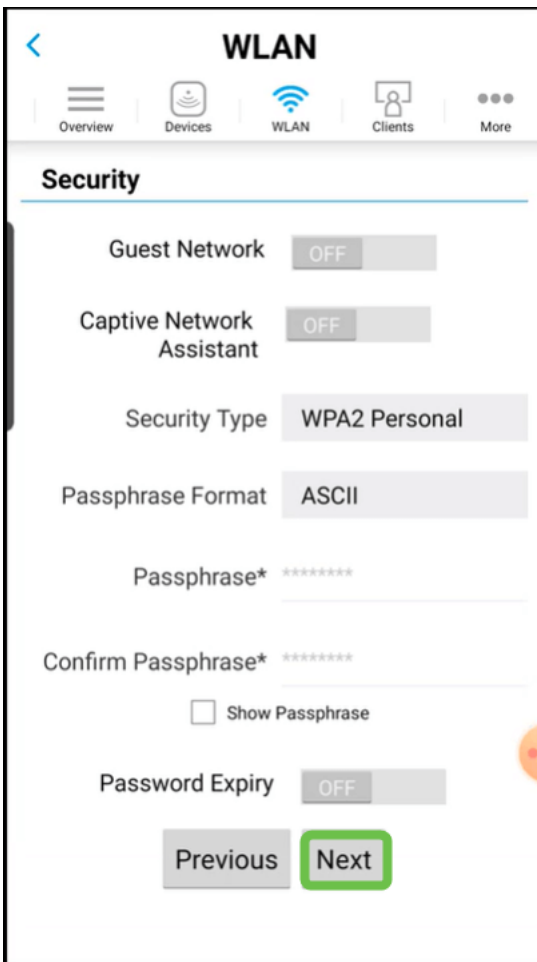 WLAN
Overview
Devices
WLAN
Clients
More
Security
Guest Network OFF
Captive Network OFF
Assistant
Security Type WPA2 Personal
Passphrase Format ASCII
Passphrase* ********
Confirm Passphrase* ********
Show Passphrase
Password Expiry OFF
Previous Next